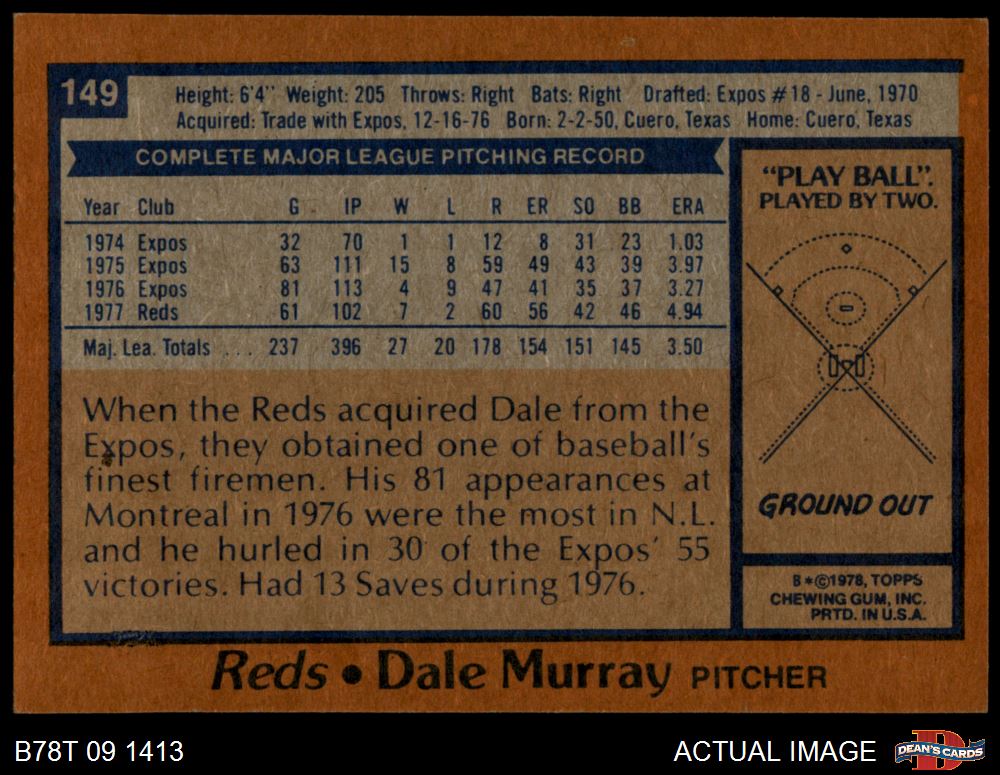 149
Height: 6'4" Weight: 205 Throws: Right Bats: Right Drafted: Expos #18 - June, 1970
Acquired: Trade with Expos, 12-16-76 Born: 2-2-50, Cuero, Texas Home: Cuero, Texas
COMPLETE MAJOR LEAGUE PITCHING RECORD
Year Club G IP W L R ER SO BB ERA
1974 Expos 32 70 1 1 12 8 31 23 1.03
1975 Expos 63 111 15 8 59 49 43 39 3.97
1976 Expos 81 113 4 9 47 41 35 37 3.27
1977 Reds 61 102 7 2 60 56 42 46 4.94
Maj. Lea. Totals ... 237 396 27 20 178 154 151 145 3.50
When the Reds acquired Dale from the
Expos, they obtained one of baseball's
finest firemen. His 81 appearances at
Montreal in 1976 were the most in N.L.
and he hurled in 30 of the Expos' 55
victories. Had 13 Saves during 1976.
"PLAY BALL".
PLAYED BY TWO.
GROUND OUT
B*©1978, TOPPS
CHEWING GUM, INC.
PRTD. IN U.S.A.
Reds • Dale Murray PITCHER
B78T 09 1413
ACTUAL IMAGE
DEAN'S CARDS